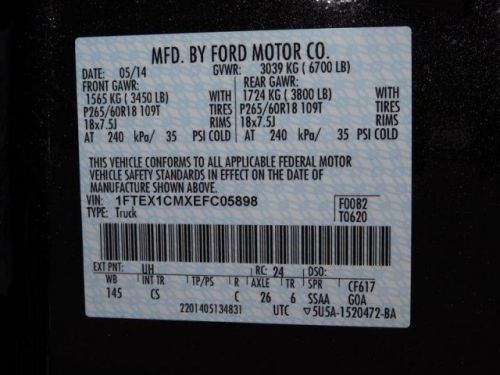 MFD. BY FORD MOTOR CO.
DATE: 05/14 GVWR: 3039 KG ( 6700 LB)
FRONT GAWR: REAR GAWR:
1565 KG ( 3450 LB) WITH 1724 KG ( 3800 LB) WITH
P265/60R18 109T TIRES P265/60R18 109T TIRES
18x7.5J RIMS 18x7.5J RIMS
AT 240 kPa/ 35 PSI COLD AT 240 kPa/ 35 PSI COLD
THIS VEHICLE CONFORMS TO ALL APPLICABLE FEDERAL MOTOR
VEHICLE SAFETY AND THEFT PREVENTION STANDARDS IN
EFFECT ON THE DATE OF MANUFACTURE SHOWN ABOVE.
VIN: 1FTEX1CMXEFC05898 F0082
TYPE: Truck T0620
EXT PNT: UH RC: 24 DSO:
WB INT TR TP/PS R AXLE TR SPR CF617
145 CS C 26 6 SSAA GOA
2201405134831 UTC ▽5U5A-1520472-BA